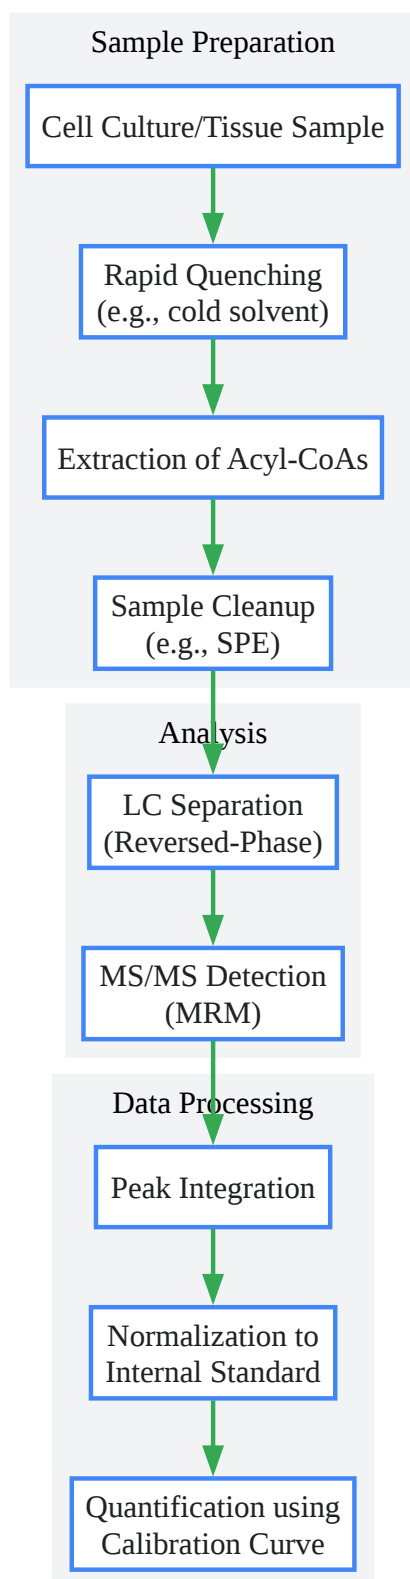 Sample Preparation
Cell Culture/Tissue Sample
Rapid Quenching
(e.g., cold solvent)
Extraction of Acyl-CoAs
Sample Cleanup
(e.g., SPE)
Analysis
LC Separation
(Reversed-Phase)
MS/MS Detection
(MRM)
Data Processing
Peak Integration
Normalization to
Internal Standard
Quantification using
Calibration Curve